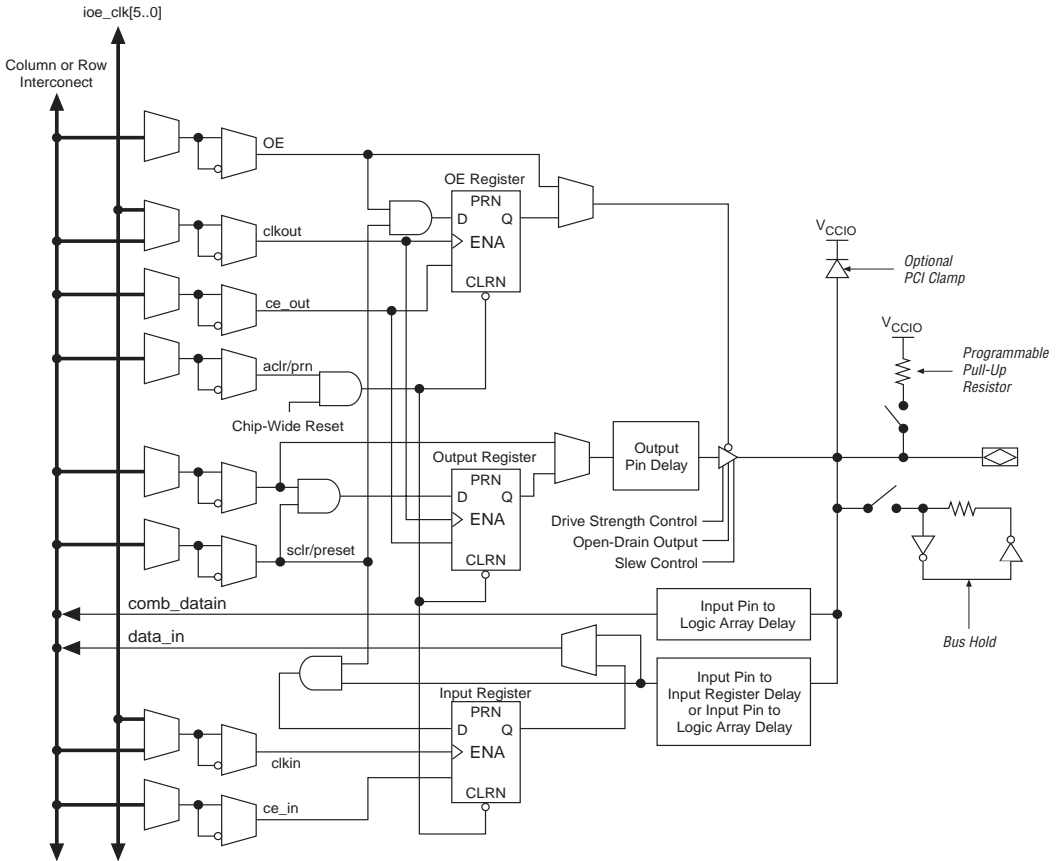 ioe_clk[5..0]
Column or Row
Interconect
OE
OE Register
PRN
D Q
clkout
ENA
VCCIO
Optional
PCI Clamp
CLRN
ce_out
VCCIO
Programmable
Pull-Up
Resistor
aclr/prn
Chip-Wide Reset
Output
Pin Delay
Output Register
PRN
D Q
ENA
Drive Strength Control
Open-Drain Output
sclr/preset
CLRN
Slew Control
comb_datain
Input Pin to
Logic Array Delay
Bus Hold
data_in
Input Pin to
Input Register Delay
or Input Pin to
Logic Array Delay
Input Register
PRN
D Q
ENA
clkin
CLRN
ce_in